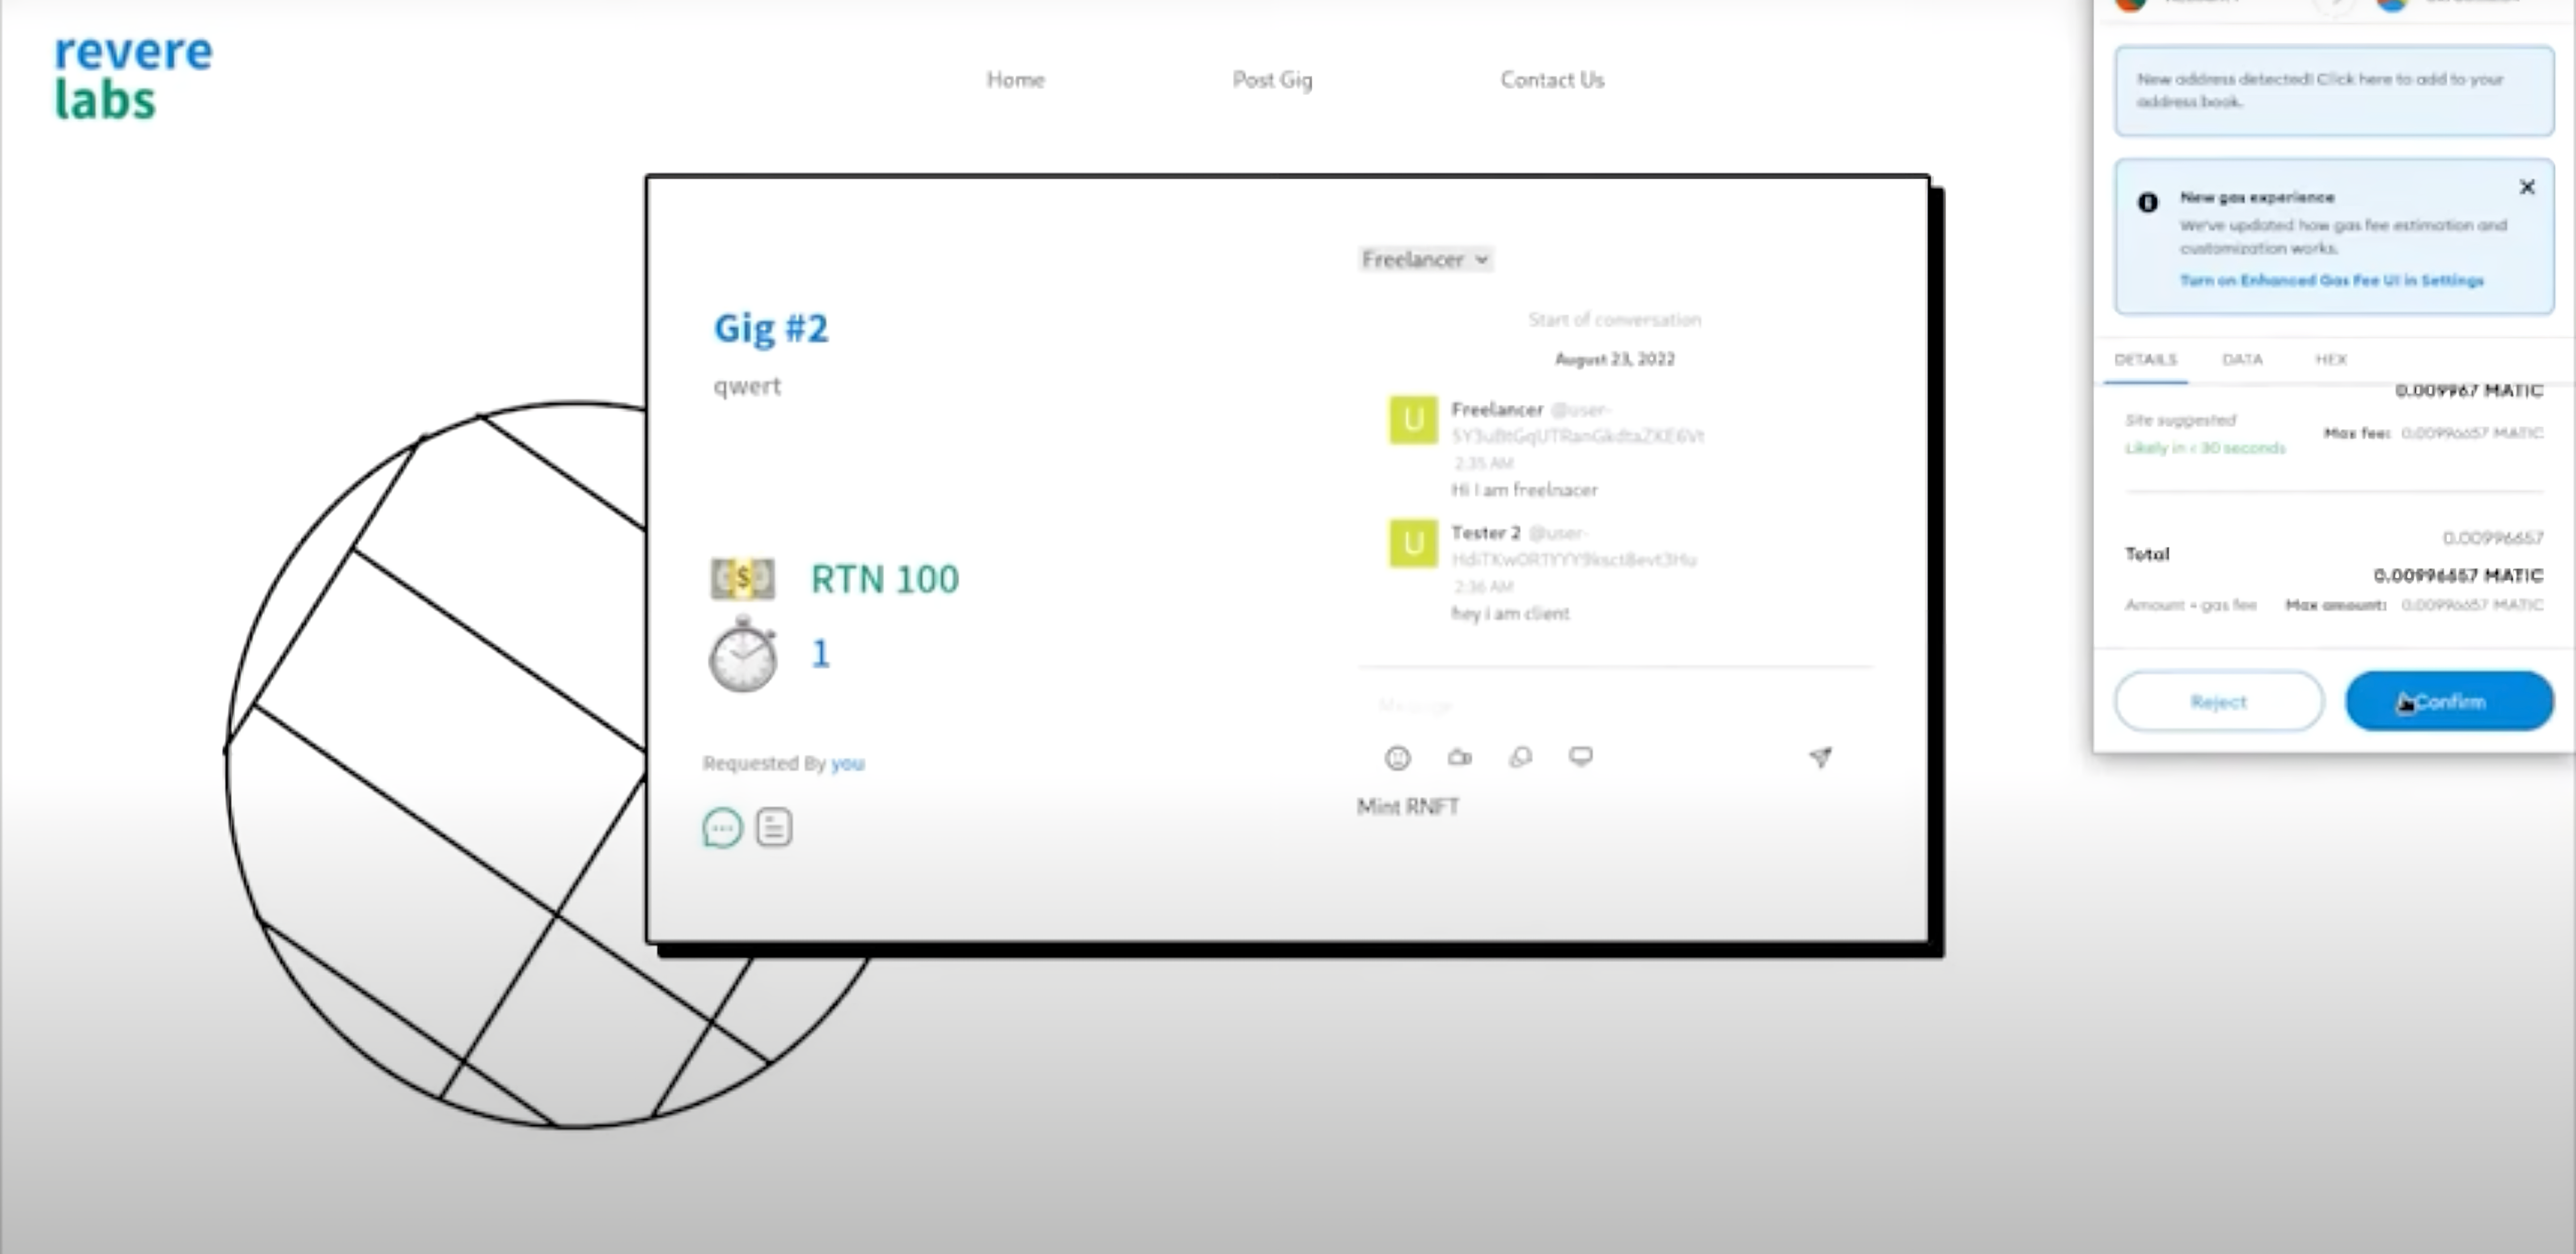 revere
labs
Home
Post Gig
Contact Us
Gig #2
qwert
RTN 100
1
Requested By you
Freelancer
Start of conversation
August 23, 2022
U
Freelancer @user-
2:35 AM
Hi I am freelnacer
U
Tester 2 @user-
2:36 AM
hey i am client
Message
Mint RNFT
New address detected! Click here to add to your
address book.
New gas experience
We've updated how gas fee estimation and
customization works.
Turn on Enhanced Gas Fee UI in Settings
DETAILS
DATA
HEX
0.009967 MATIC
Site suggested
Max fee: 0.00996657 MATIC
Likely in < 30 seconds
0.00996657
Total
0.00996657 MATIC
Amount + gas fee
Max amount: 0.00996657 MATIC
Reject
Confirm